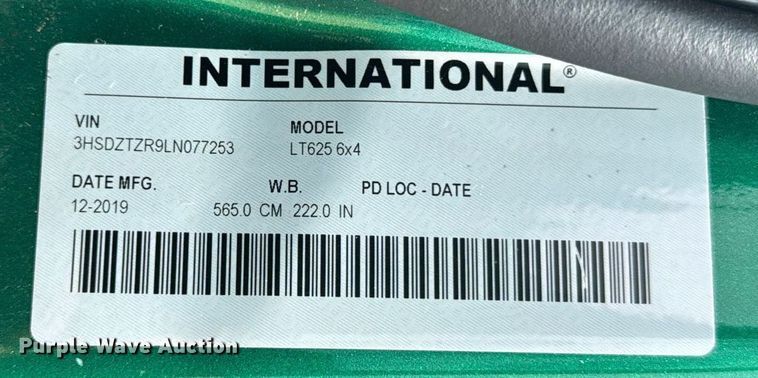 INTERNATIONAL®
VIN MODEL
3HSDZTZR9LN077253 LT625 6x4
DATE MFG. W.B. PD LOC - DATE
12-2019 565.0 CM 222.0 IN
Purple Wave Auction